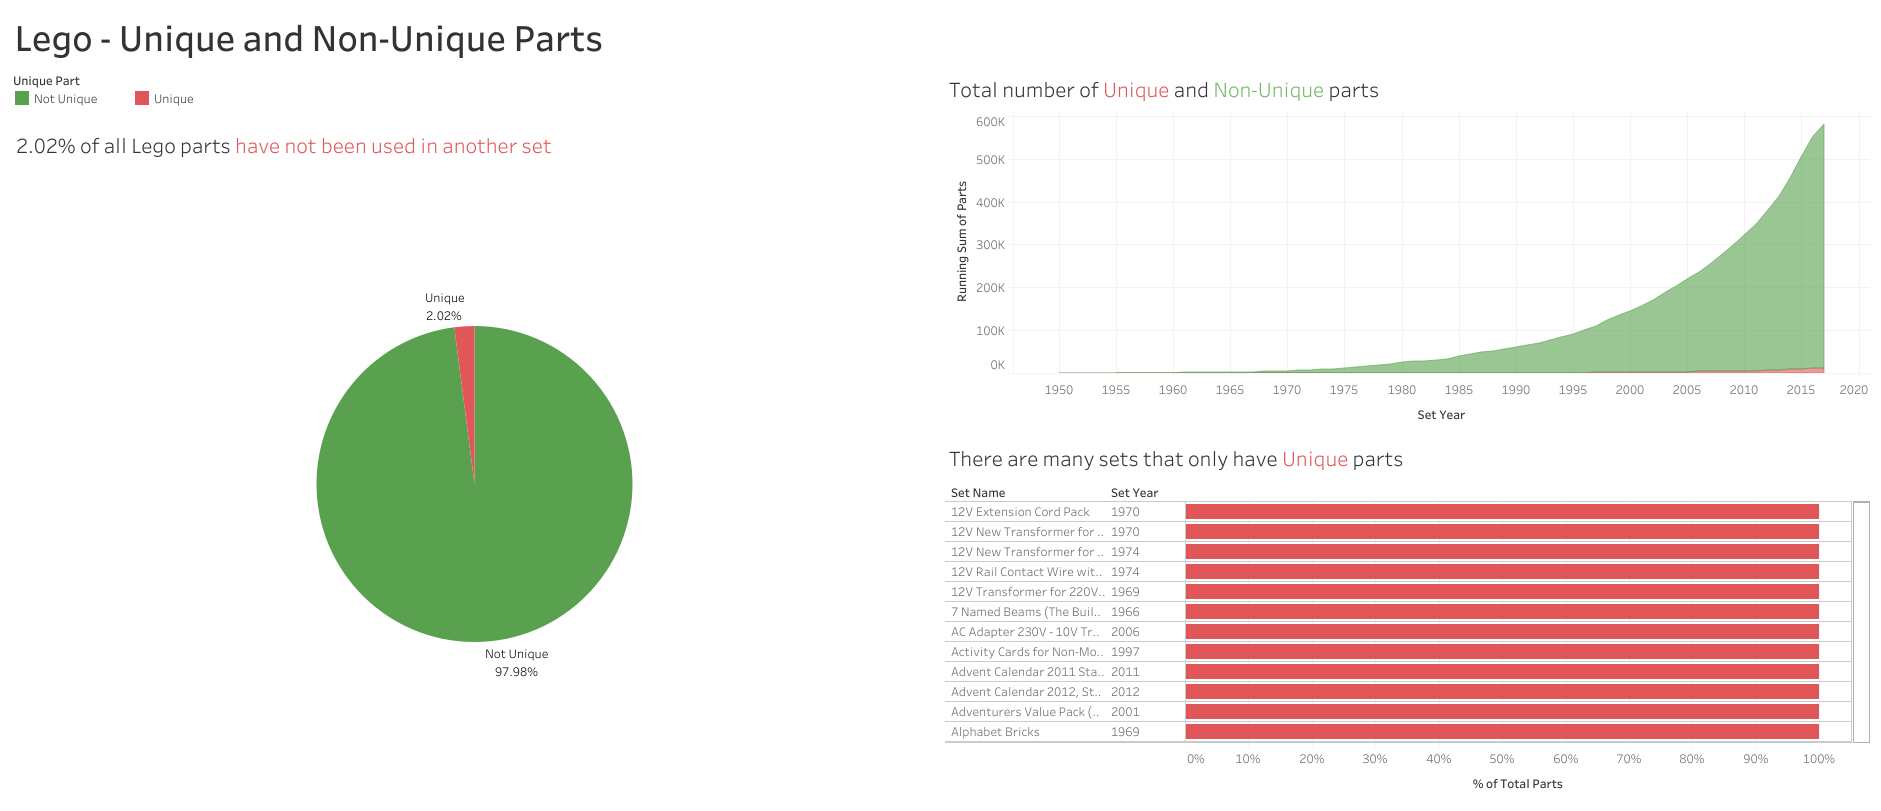 Lego - Unique and Non-Unique Parts
Unique Part
Not Unique
Unique
2.02% of all Lego parts have not been used in another set
Unique
2.02%
Not Unique
97.98%
Total number of Unique and Non-Unique parts
600K
500K
400K
300K
200K
100K
0K
Running Sum of Parts
1950 1955 1960 1965 1970 1975 1980 1985 1990 1995 2000 2005 2010 2015 2020
Set Year
There are many sets that only have Unique parts
Set Name Set Year
12V Extension Cord Pack 1970
12V New Transformer for .. 1970
12V New Transformer for .. 1974
12V Rail Contact Wire wit.. 1974
12V Transformer for 220V.. 1969
7 Named Beams (The Buil.. 1966
AC Adapter 230V - 10V Tr.. 2006
Activity Cards for Non-Mo.. 1997
Advent Calendar 2011 Sta.. 2011
Advent Calendar 2012, St.. 2012
Adventurers Value Pack (.. 2001
Alphabet Bricks 1969
0% 10% 20% 30% 40% 50% 60% 70% 80% 90% 100%
% of Total Parts